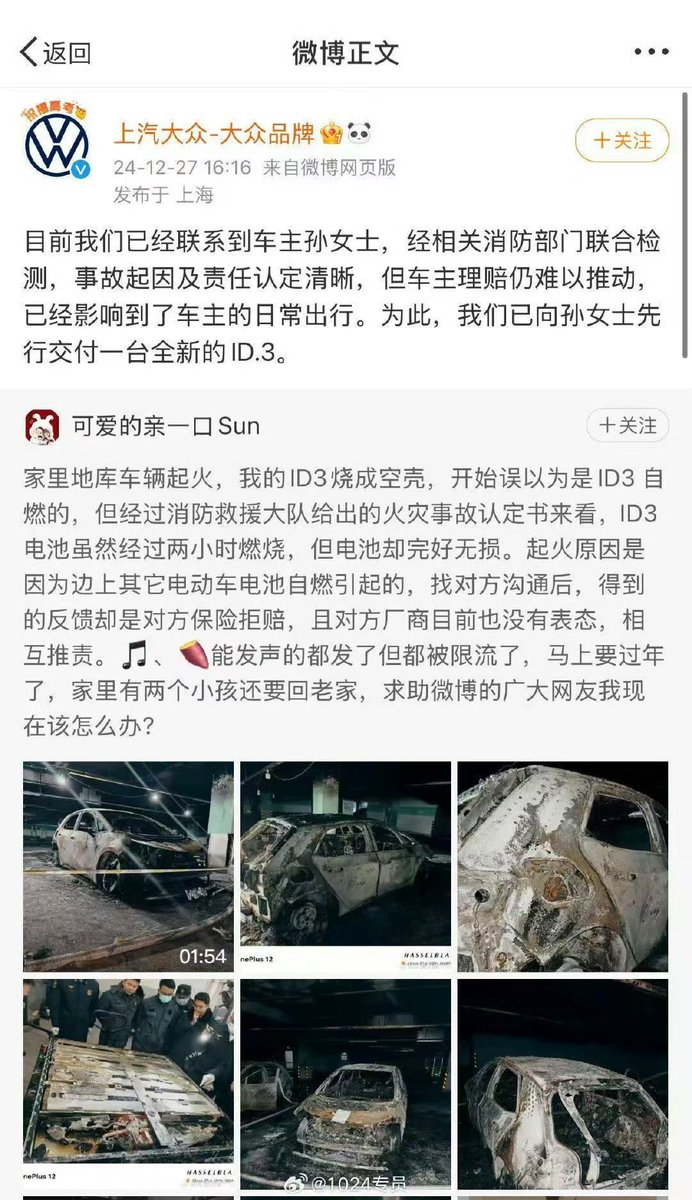 返回
微博正文
祝福高考
上汽大众-大众品牌
24-12-27 16:16 来自微博网页版
发布于 上海
+关注
目前我们已经联系到车主孙女士，经相关消防部门联合检
测，事故起因及责任认定清晰，但车主理赔仍难以推动，
已经影响到了车主的日常出行。为此，我们已向孙女士先
行交付一台全新的ID.3。
可爱的亲一口Sun
+关注
家里地库车辆起火，我的ID3烧成空壳，开始误以为是ID3 自
燃的，但经过消防救援大队给出的火灾事故认定书来看，ID3
电池虽然经过两小时燃烧，但电池却完好无损。起火原因是
因为边上其它电动车电池自燃引起的，找对方沟通后，得到
的反馈却是对方保险拒赔，且对方厂商目前也没有表态，相
互推责。🎵、🍠能发声的都发了但都被限流了，马上要过年
了，家里有两个小孩还要回老家，求助微博的广大网友我现
在该怎么办？
01:54
nePlus 12
HASSELBLA
nePlus 12
HASSELBLA
@1024专员